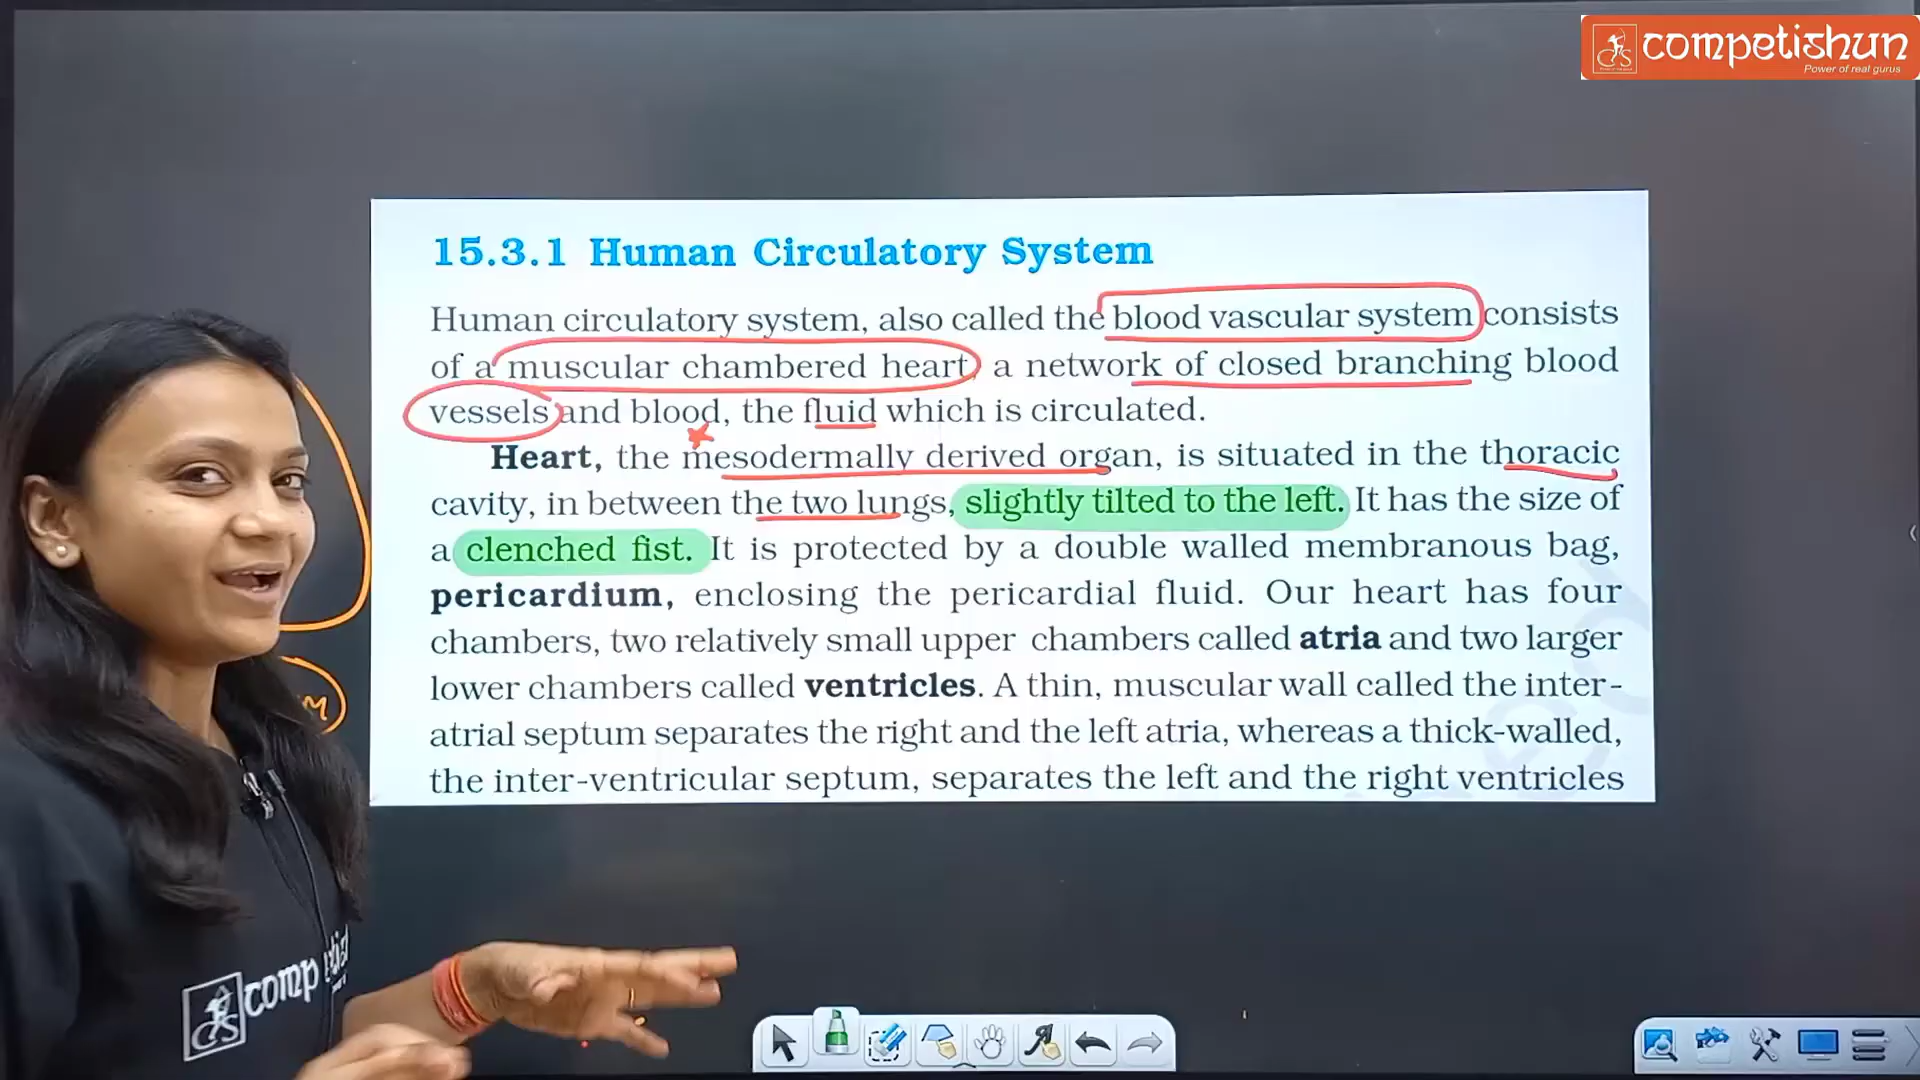 competishun
Power of real gurus
15.3.1 Human Circulatory System
Human circulatory system, also called the blood vascular system consists
of a muscular chambered heart, a network of closed branching blood
vessels and blood, the fluid which is circulated.
Heart, the mesodermally derived organ, is situated in the thoracic
cavity, in between the two lungs, slightly tilted to the left. It has the size of
a clenched fist. It is protected by a double walled membranous bag,
pericardium, enclosing the pericardial fluid. Our heart has four
chambers, two relatively small upper chambers called atria and two larger
lower chambers called ventricles. A thin, muscular wall called the inter-
atrial septum separates the right and the left atria, whereas a thick-walled,
the inter-ventricular septum, separates the left and the right ventricles
CS